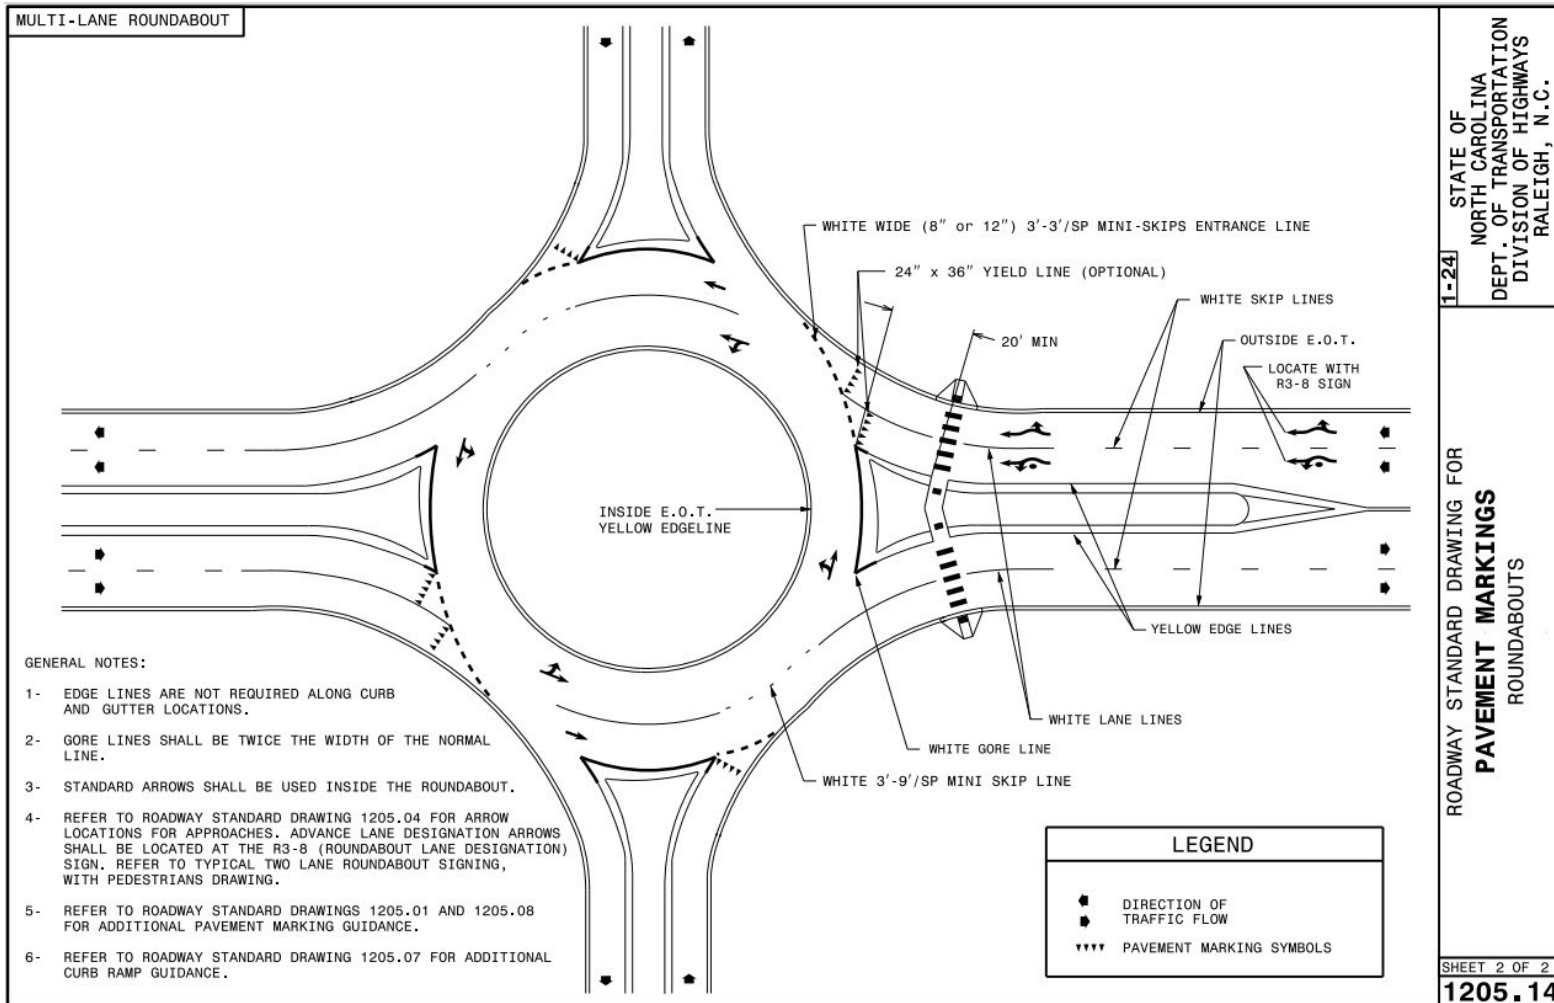 MULTI-LANE ROUNDABOUT
WHITE WIDE (8" or 12") 3'-3'/SP MINI-SKIPS ENTRANCE LINE
24" x 36" YIELD LINE (OPTIONAL)
WHITE SKIP LINES
20' MIN
OUTSIDE E.O.T.
LOCATE WITH
R3-8 SIGN
INSIDE E.O.T.
YELLOW EDGELINE
YELLOW EDGE LINES
WHITE LANE LINES
WHITE GORE LINE
WHITE 3'-9'/SP MINI SKIP LINE
GENERAL NOTES:
1- EDGE LINES ARE NOT REQUIRED ALONG CURB
AND GUTTER LOCATIONS.
2- GORE LINES SHALL BE TWICE THE WIDTH OF THE NORMAL
LINE.
3- STANDARD ARROWS SHALL BE USED INSIDE THE ROUNDABOUT.
4- REFER TO ROADWAY STANDARD DRAWING 1205.04 FOR ARROW
LOCATIONS FOR APPROACHES. ADVANCE LANE DESIGNATION ARROWS
SHALL BE LOCATED AT THE R3-8 (ROUNDABOUT LANE DESIGNATION)
SIGN. REFER TO TYPICAL TWO LANE ROUNDABOUT SIGNING,
WITH PEDESTRIANS DRAWING.
5- REFER TO ROADWAY STANDARD DRAWINGS 1205.01 AND 1205.08
FOR ADDITIONAL PAVEMENT MARKING GUIDANCE.
6- REFER TO ROADWAY STANDARD DRAWING 1205.07 FOR ADDITIONAL
CURB RAMP GUIDANCE.
LEGEND
DIRECTION OF
TRAFFIC FLOW
PAVEMENT MARKING SYMBOLS
1-24
STATE OF
NORTH CAROLINA
DEPT. OF TRANSPORTATION
DIVISION OF HIGHWAYS
RALEIGH, N.C.
ROADWAY STANDARD DRAWING FOR
PAVEMENT MARKINGS
ROUNDABOUTS
SHEET 2 OF 2
1205.14